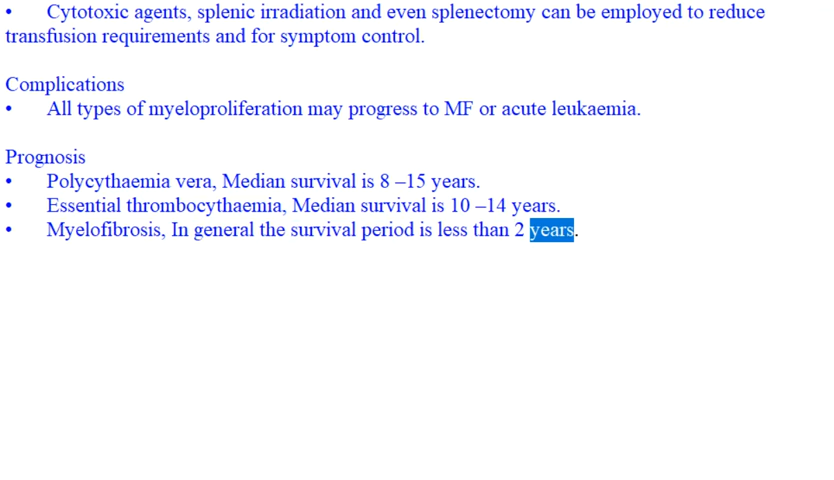 •	Cytotoxic agents, splenic irradiation and even splenectomy can be employed to reduce
transfusion requirements and for symptom control.
Complications
•	All types of myeloproliferation may progress to MF or acute leukaemia.
Prognosis
•	Polycythaemia vera, Median survival is 8 –15 years.
•	Essential thrombocythaemia, Median survival is 10 –14 years.
•	Myelofibrosis, In general the survival period is less than 2 years.